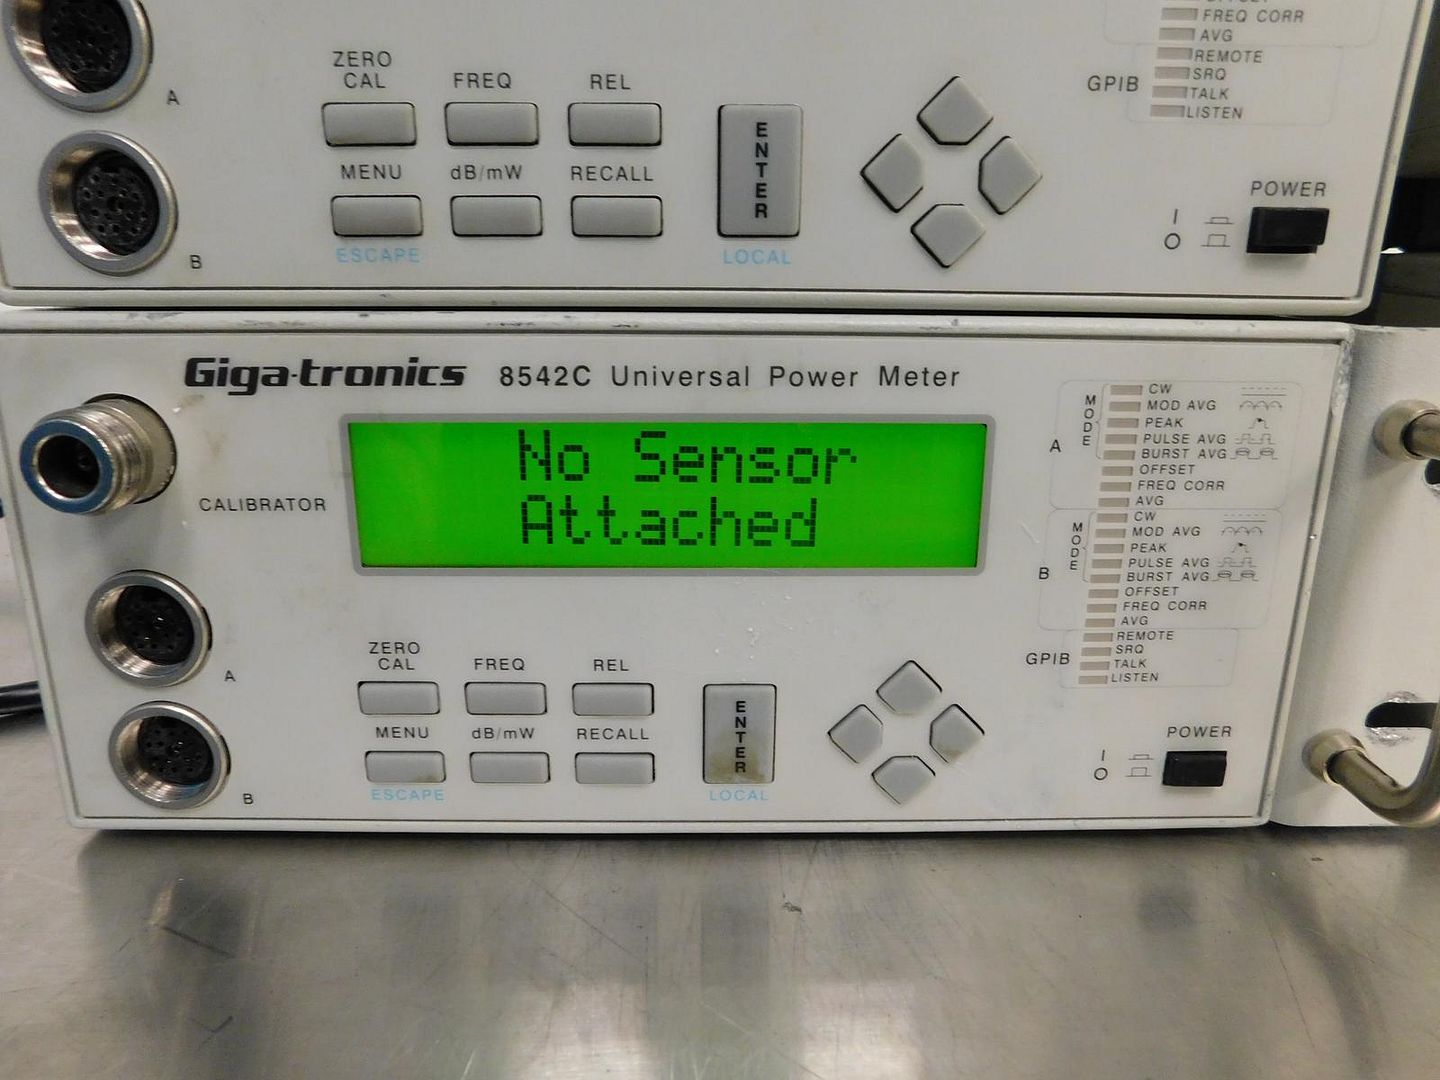 FREQ CORR
AVG
REMOTE
SRQ
TALK
LISTEN
GPIB
A
B
ZERO
CAL
FREQ
REL
MENU
dB/mW
RECALL
ESCAPE
ENTER
LOCAL
POWER
I
O
Giga-tronics 8542C Universal Power Meter
No Sensor
Attached
CALIBRATOR
A
B
ZERO
CAL
FREQ
REL
MENU
dB/mW
RECALL
ESCAPE
ENTER
LOCAL
A
MODE
CW
MOD AVG
PEAK
PULSE AVG
BURST AVG
OFFSET
FREQ CORR
AVG
B
MODE
CW
MOD AVG
PEAK
PULSE AVG
BURST AVG
OFFSET
FREQ CORR
AVG
GPIB
REMOTE
SRQ
TALK
LISTEN
POWER
I
O